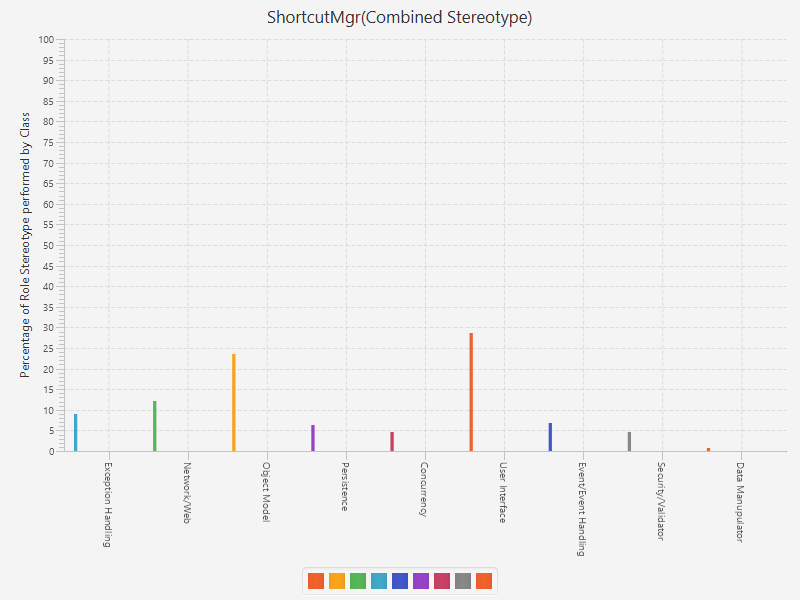 ShortcutMgr(Combined Stereotype)
Percentage of Role Stereotype performed by Class
100
95
90
85
80
75
70
65
60
55
50
45
40
35
30
25
20
15
10
5
0
Exception Handling
Network/Web
Object Model
Persistence
Concurrency
User Interface
Event/Event Handling
Security/Validator
Data Manupulator